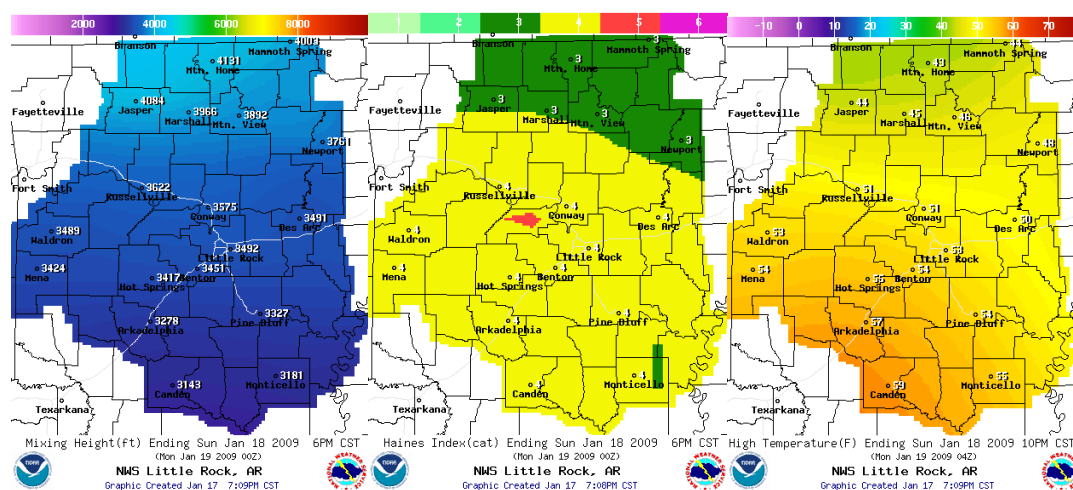 2000 4000 6000 8000
Branson
4003
Mammoth Spring
4131
Mtn. Home
Fayetteville
4084
Jasper
3966
Marshall
3892
Mtn. View
3761
Newport
Fort Smith
3622
Russellville
3575
Conway
3491
Des Arc
3489
Waldron
3492
Little Rock
3424
Mena
3451
Benton
3417
Hot Springs
3278
Arkadelphia
3327
Pine Bluff
3143
Camden
3181
Monticello
Texarkana
Mixing Height(ft) Ending Sun Jan 18 2009 6PM CST
(Mon Jan 19 2009 00Z)
NWS Little Rock, AR
Graphic Created Jan 17 7:09PM CST
1 2 3 4 5 6
Branson
3
Mammoth Spring
3
Mtn. Home
Fayetteville
3
Jasper
3
Marshall
3
Mtn. View
3
Newport
Fort Smith
4
Russellville
4
Conway
4
Des Arc
4
Waldron
4
Little Rock
4
Mena
4
Benton
4
Hot Springs
4
Arkadelphia
4
Pine Bluff
4
Camden
4
Monticello
Texarkana
Haines Index(cat) Ending Sun Jan 18 2009 6PM CST
(Mon Jan 19 2009 00Z)
NWS Little Rock, AR
Graphic Created Jan 17 7:08PM CST
-10 0 10 20 30 40 50 60 70
Branson
44
Mammoth Spring
43
Mtn. Home
Fayetteville
44
Jasper
45
Marshall
46
Mtn. View
48
Newport
Fort Smith
51
Russellville
51
Conway
50
Des Arc
53
Waldron
53
Little Rock
54
Mena
54
Benton
55
Hot Springs
57
Arkadelphia
54
Pine Bluff
59
Camden
55
Monticello
Texarkana
High Temperature(F) Ending Sun Jan 18 2009 10PM CST
(Mon Jan 19 2009 04Z)
NWS Little Rock, AR
Graphic Created Jan 17 7:09PM CST